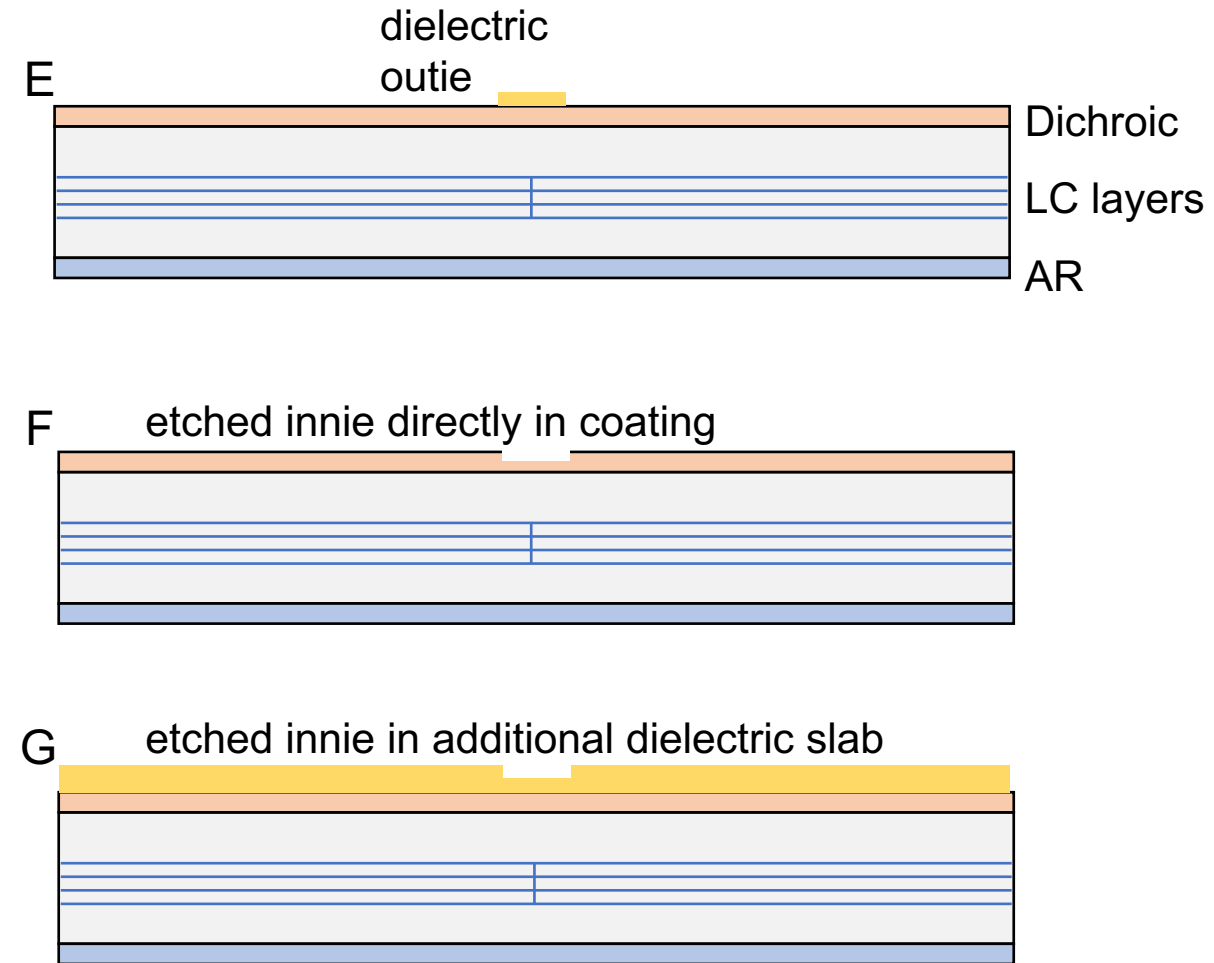 dielectric
outie
E
Dichroic
LC layers
AR
F
etched innie directly in coating
G
etched innie in additional dielectric slab